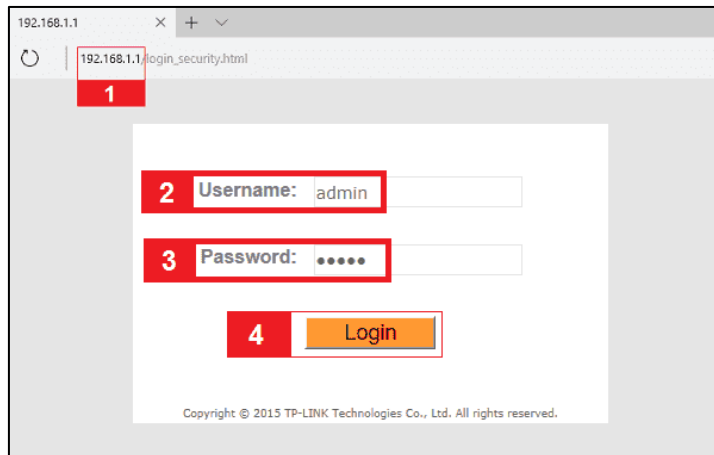 192.168.1.1
192.168.1.1/login_security.html
1
2 Username: admin
3 Password: •••••
4 Login
Copyright © 2015 TP-LINK Technologies Co., Ltd. All rights reserved.